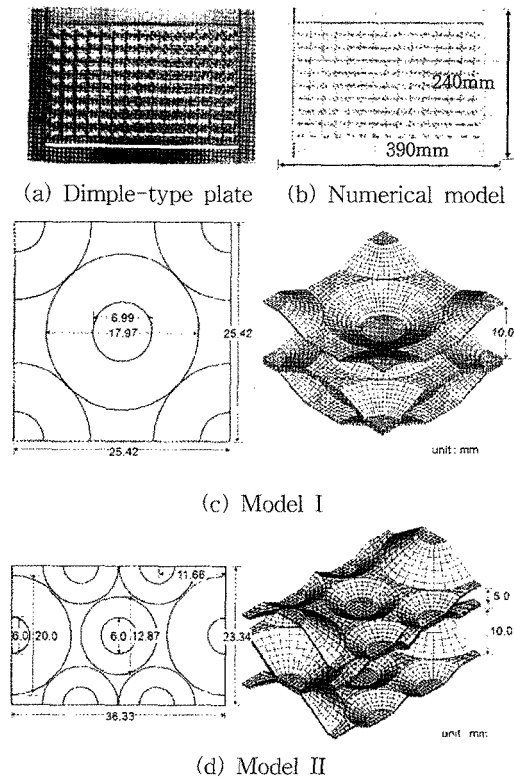 240mm
390mm
(a) Dimple-type plate (b) Numerical model
6.99
17.97
25.42
25.42
10.0
unit : mm
(c) Model I
11.66
6.0 20.0 6.0 12.87 23.34
36.33
5.0
10.0
unit : mm
(d) Model II